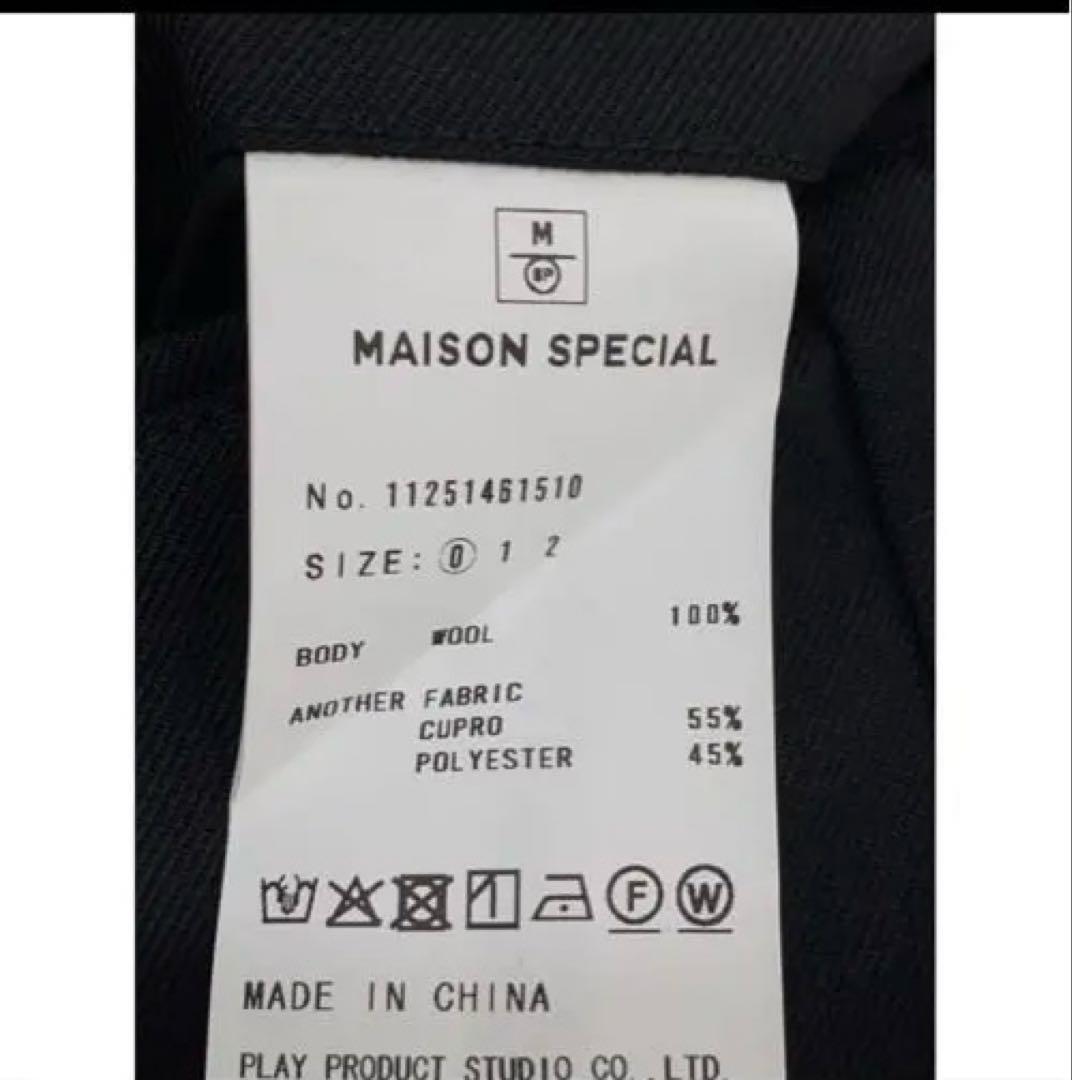 M
SP
MAISON SPECIAL
No. 11251461510
SIZE: 0 1 2
BODY WOOL 100%
ANOTHER FABRIC
CUPRO 55%
POLYESTER 45%
F W
MADE IN CHINA
PLAY PRODUCT STUDIO CO.,LTD.